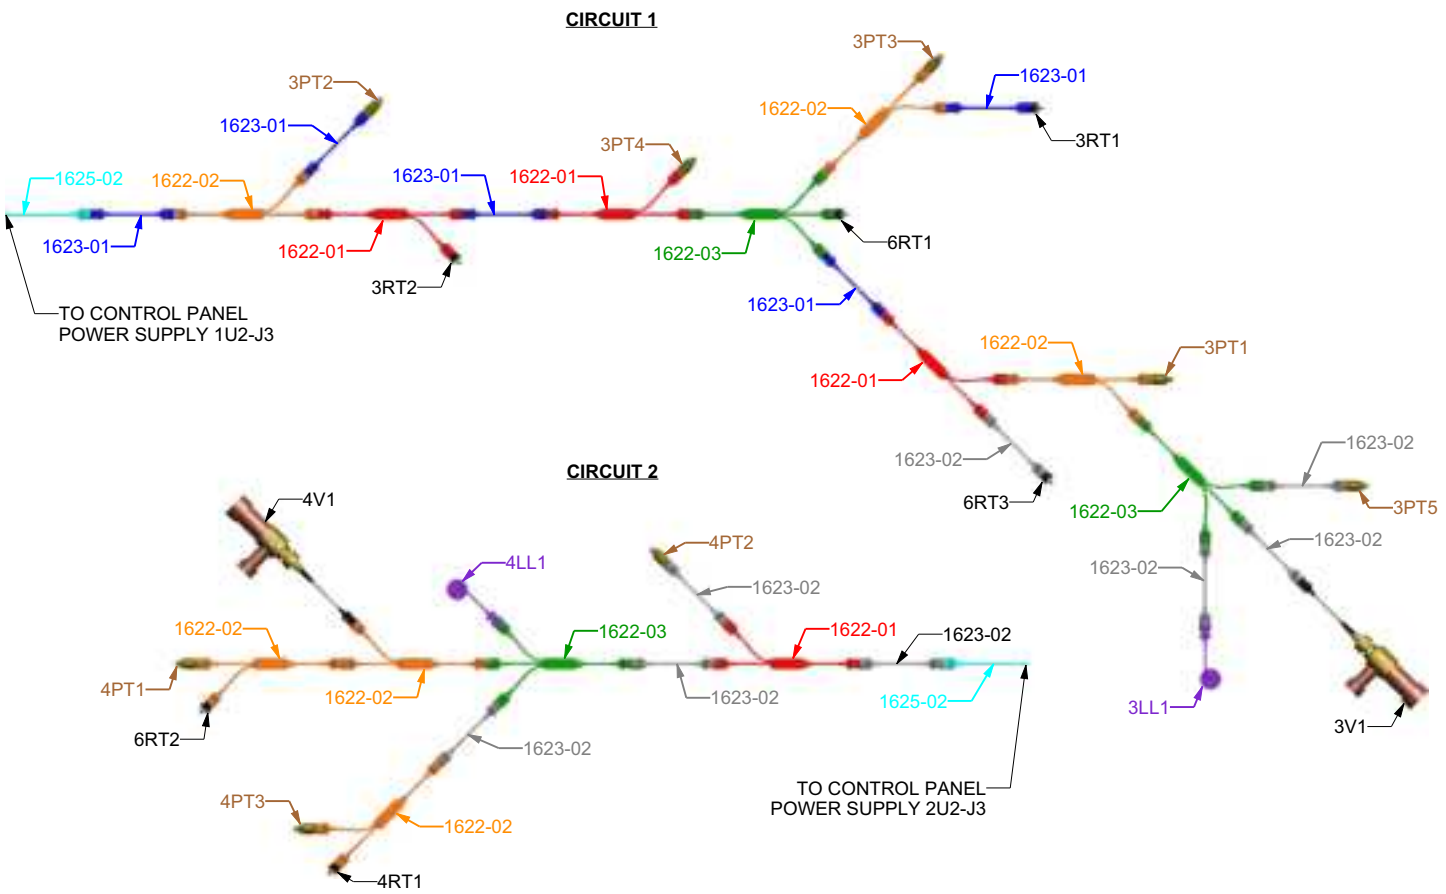 CIRCUIT 1
3PT3
1623-01
3PT2
1622-02
1623-01
3RT1
3PT4
1625-02
1622-02
1623-01
1622-01
1623-01
1622-01
3RT2
1622-03
6RT1
TO CONTROL PANEL
POWER SUPPLY 1U2-J3
1623-01
1622-01
1622-02
3PT1
1623-02
6RT3
1623-02
3PT5
1622-03
1623-02
1623-02
3LL1
3V1
CIRCUIT 2
4V1
4LL1
4PT2
1623-02
1622-02
1622-03
1622-01
1623-02
4PT1
1622-02
1623-02
1625-02
6RT2
1623-02
TO CONTROL PANEL
POWER SUPPLY 2U2-J3
4PT3
1622-02
4RT1